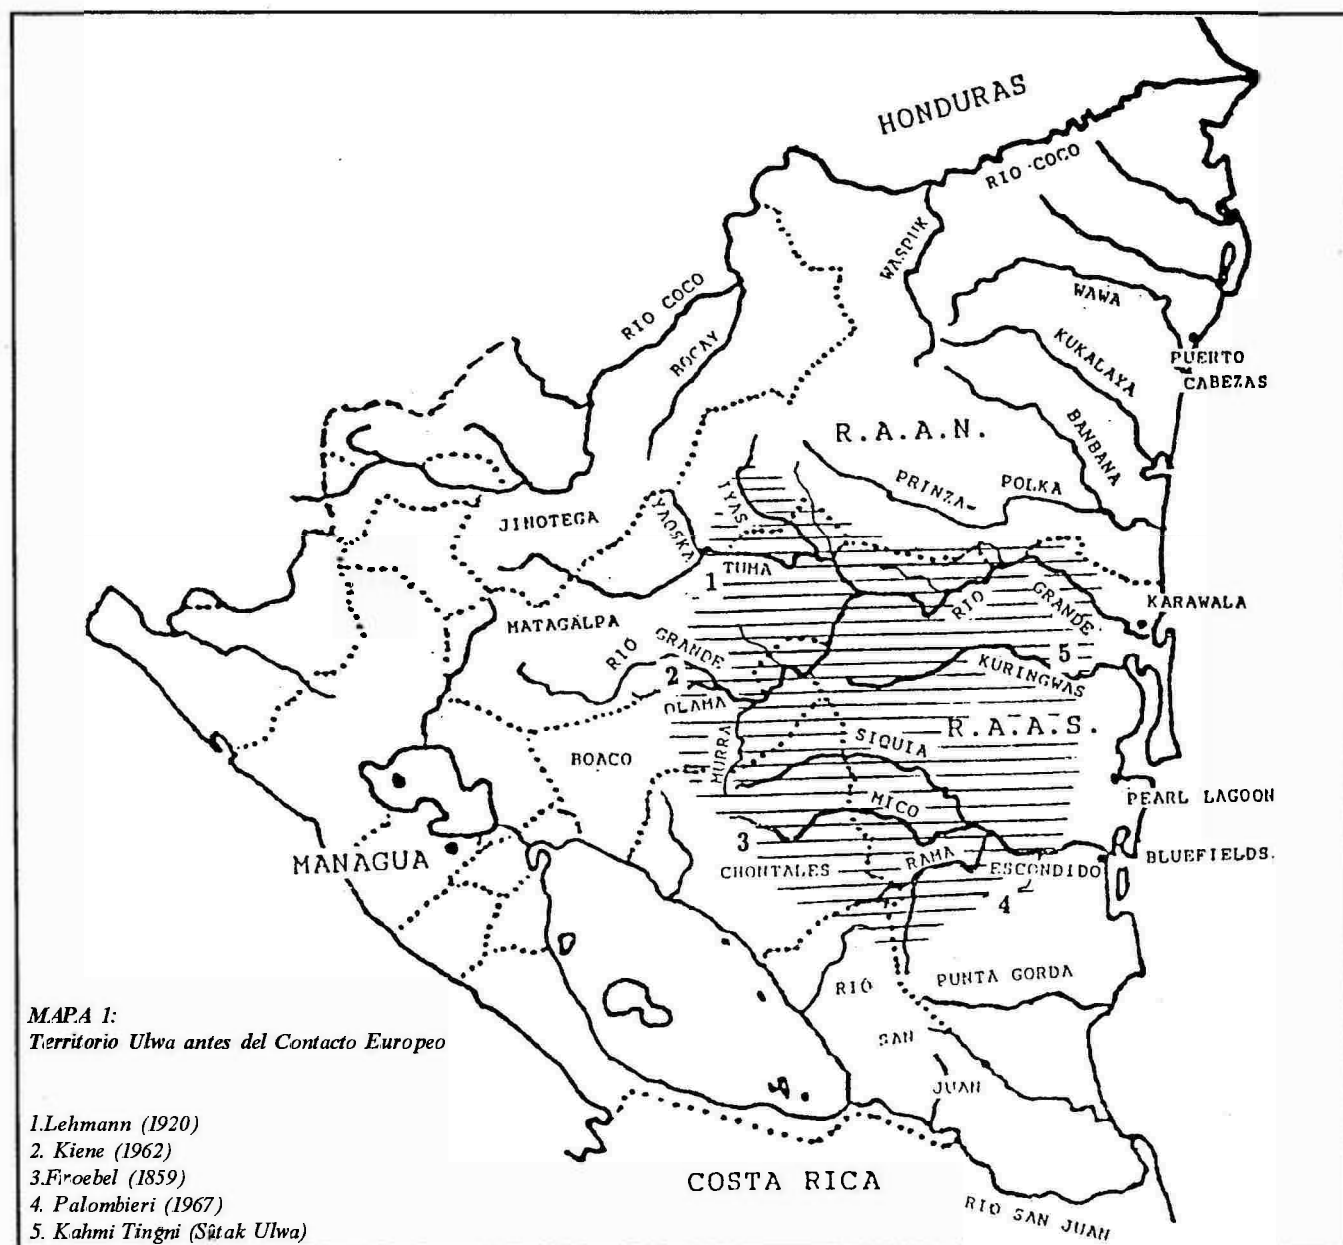 HONDURAS
RIO COCO
WASPUK
RIO COCO
BOCAY
WAWA
KUKALAYA
PUERTO
CABEZAS
BANBANA
R.A.A.N.
PRINZA-
POLKA
IYAS
YAOSKA
JINOTEGA
TUMA
1
RIO
GRANDE
KARAWALA
MATAGALPA
RIO
GRANDE
2
OLAMA
5
KURINGWAS
R.A.A.S.
MURRA
SIQUIA
BOACO
MICO
PEARL LAGOON
3
MANAGUA
CHONTALES
RAMA
ESCONDIDO
BLUEFIELDS.
4
RIO
PUNTA GORDA
SAN
JUAN
COSTA RICA
RIO SAN JUAN
MAPA 1:
Territorio Ulwa antes del Contacto Europeo
1.Lehmann (1920)
2. Kiene (1962)
3.Froebel (1859)
4. Palombieri (1967)
5. Kahmi Tingni (Sûtak Ulwa)